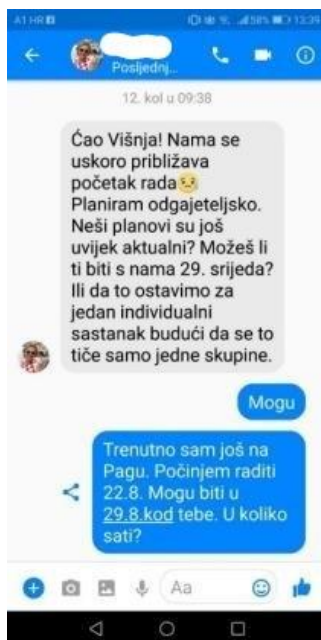 A1 HR
58%
13:39
Posljednj...
12. kol u 09:38
Ćao Višnja! Nama se
uskoro približava
početak rada
Planiram odgajeteljsko.
Neši planovi su još
uvijek aktualni? Možeš li
ti biti s nama 29. srijeda?
Ili da to ostavimo za
jedan individualni
sastanak budući da se to
tiče samo jedne skupine.
Mogu
Trenutno sam još na
Pagu. Počinjem raditi
22.8. Mogu biti u
29.8.kod tebe. U koliko
sati?
Aa